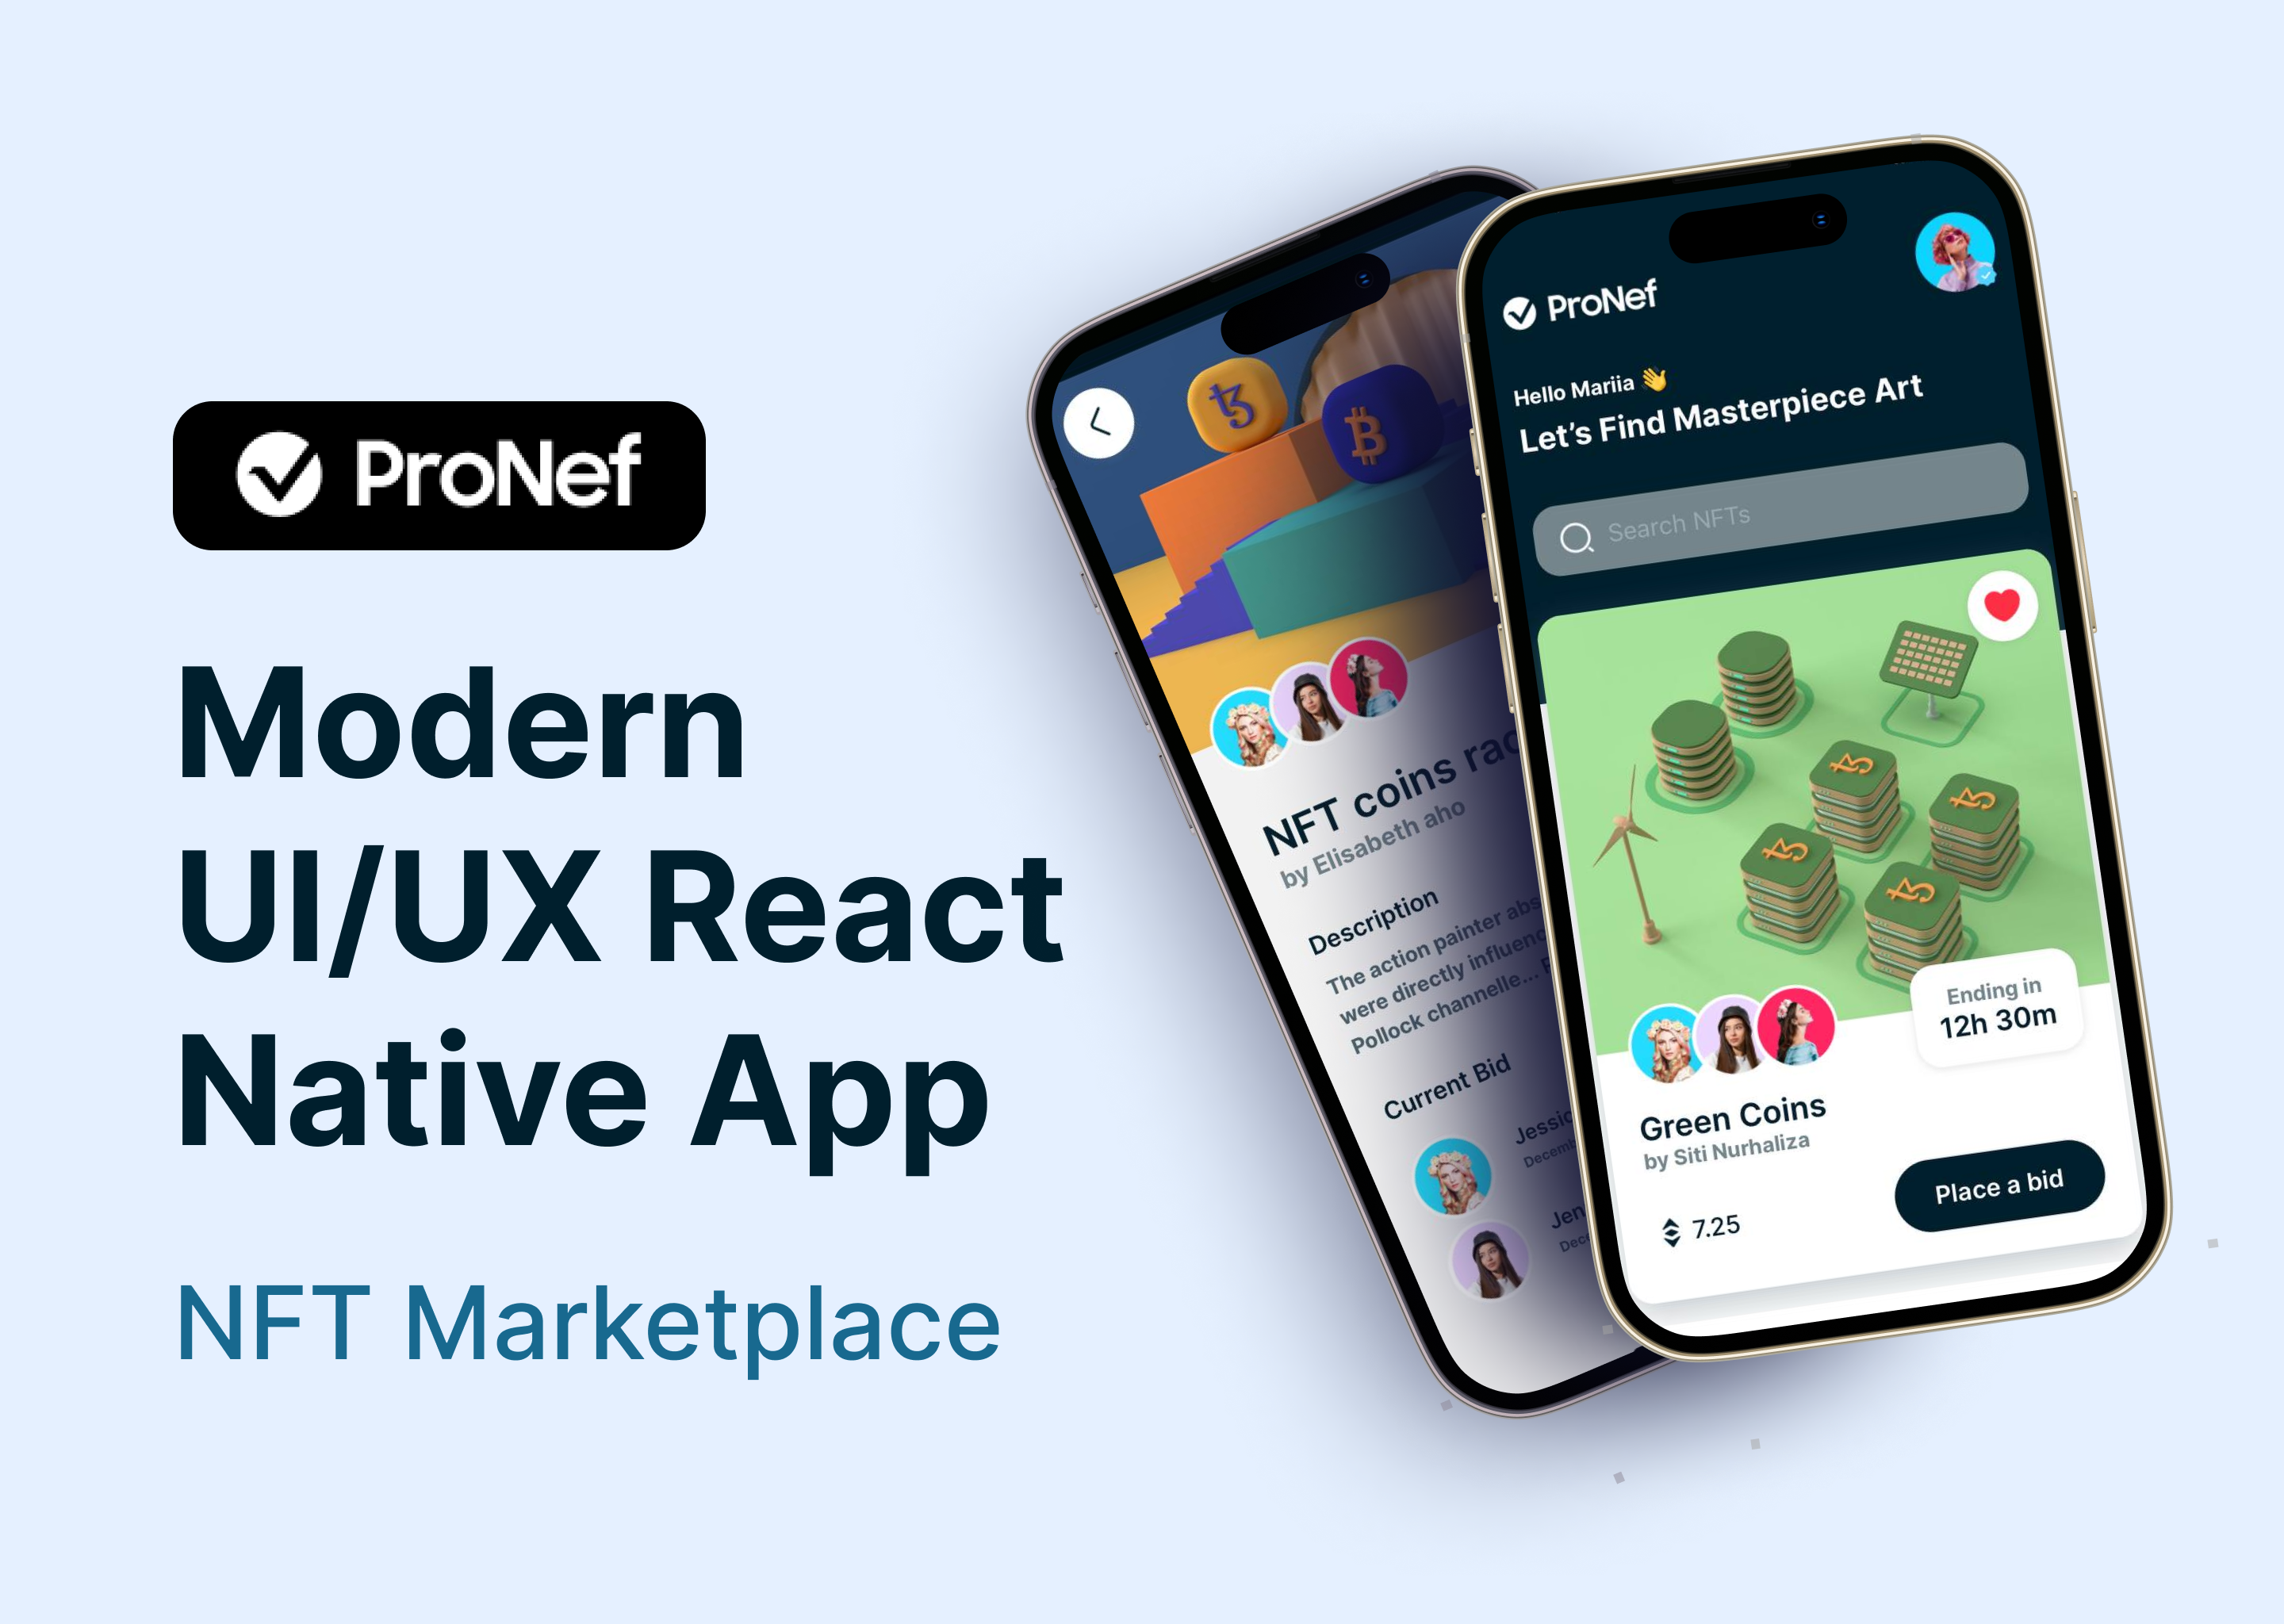 ProNef
Modern
UI/UX React
Native App
NFT Marketplace
NFT coins
by Elisabeth aho
Description
The action painter
were directly
Pollock channelle...
Current Bid
ProNef
Hello Mariia 👋
Let's Find Masterpiece Art
Search NFTs
Ending in
12h 30m
Green Coins
by Siti Nurhaliza
7.25
Place a bid